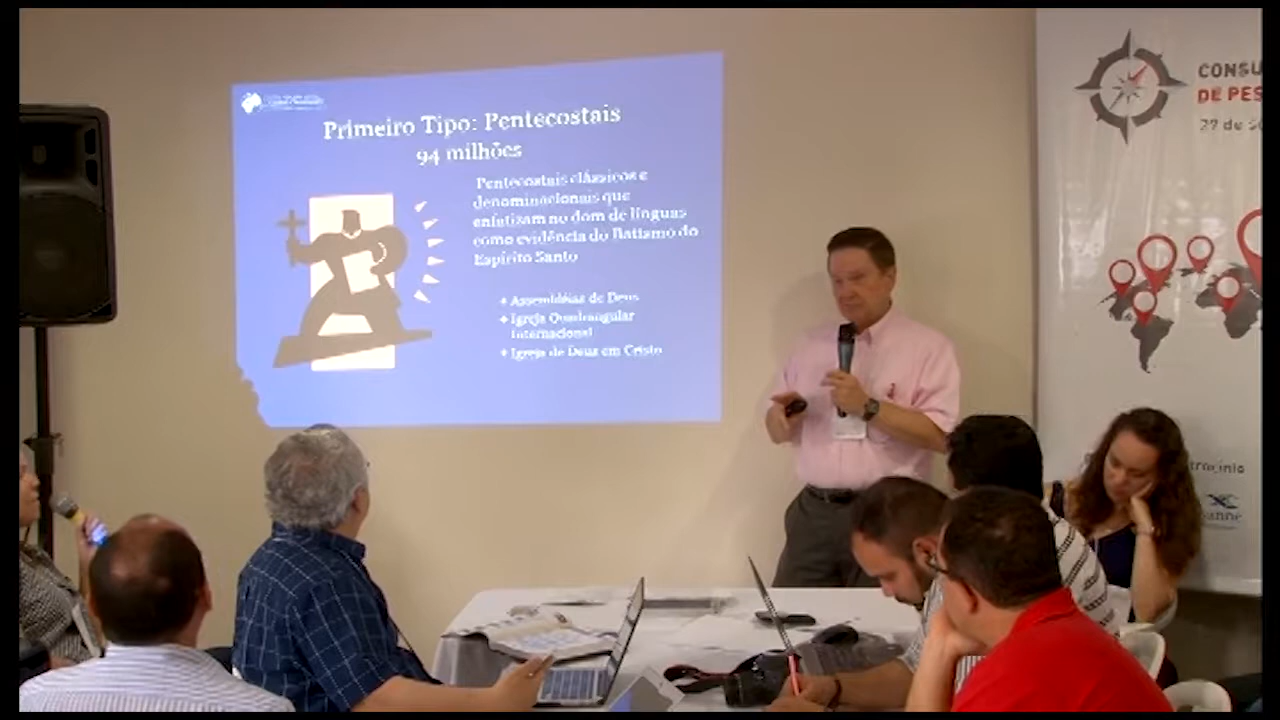 Primeiro Tipo: Pentecostais
94 milhões
Pentecostais clássicos e
denominacionais que
enfatizam no dom de línguas
como evidência do Batismo do
Espírito Santo
Assembléias de Deus
Igreja Quadrangular
Internacional
Igreja de Deus em Cristo
CONSU
DE PES
27 de S